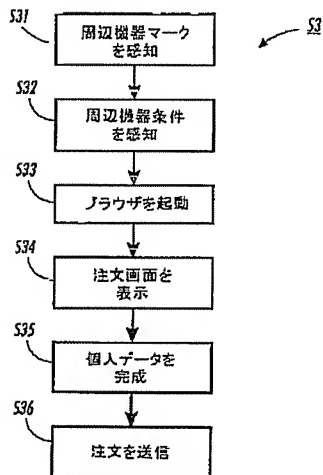 S31
周辺機器マーク
を感知
S3
S32
周辺機器条件
を感知
S33
ブラウザを起動
S34
注文画面を
表示
S35
個人データを
完成
S36
注文を送信